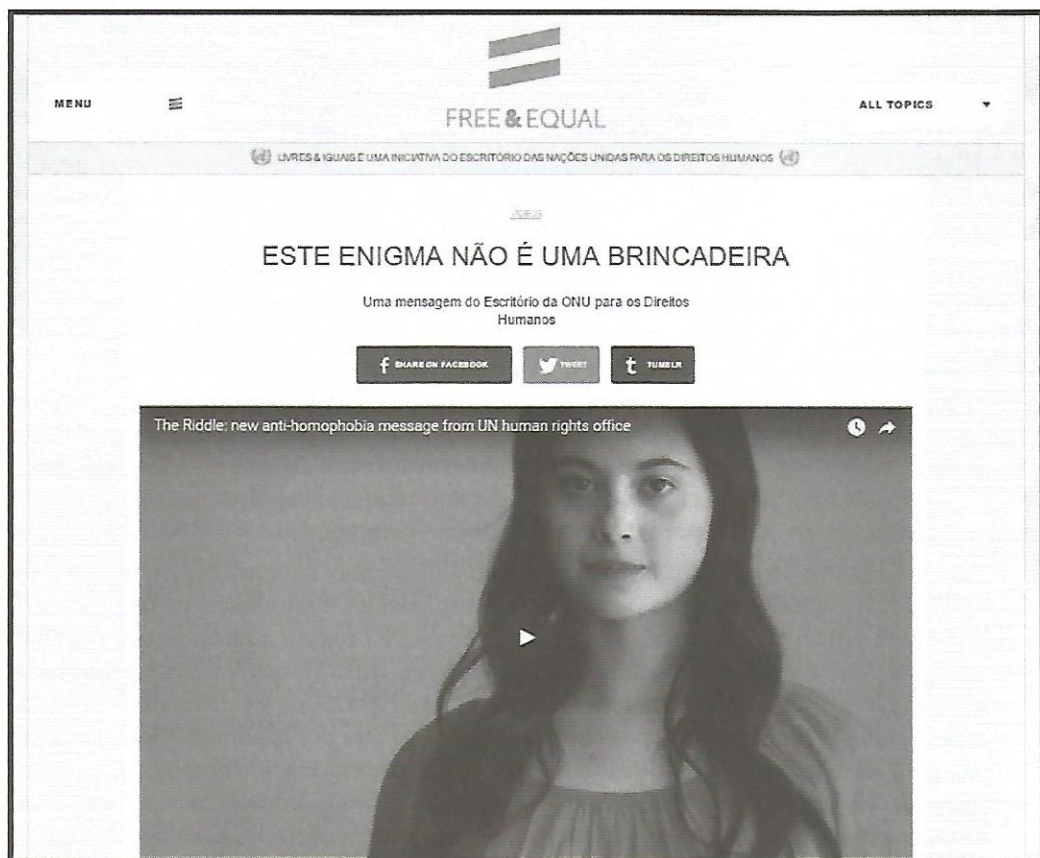 MENU
FREE & EQUAL
ALL TOPICS
LIVRES & IGUAIS É UMA INICIATIVA DO ESCRITÓRIO DAS NAÇÕES UNIDAS PARA OS DIREITOS HUMANOS
ESTE ENIGMA NÃO É UMA BRINCADEIRA
Uma mensagem do Escritório da ONU para os Direitos
Humanos
f SHARE ON FACEBOOK
TWEET
t TUMBLR
The Riddle: new anti-homophobia message from UN human rights office